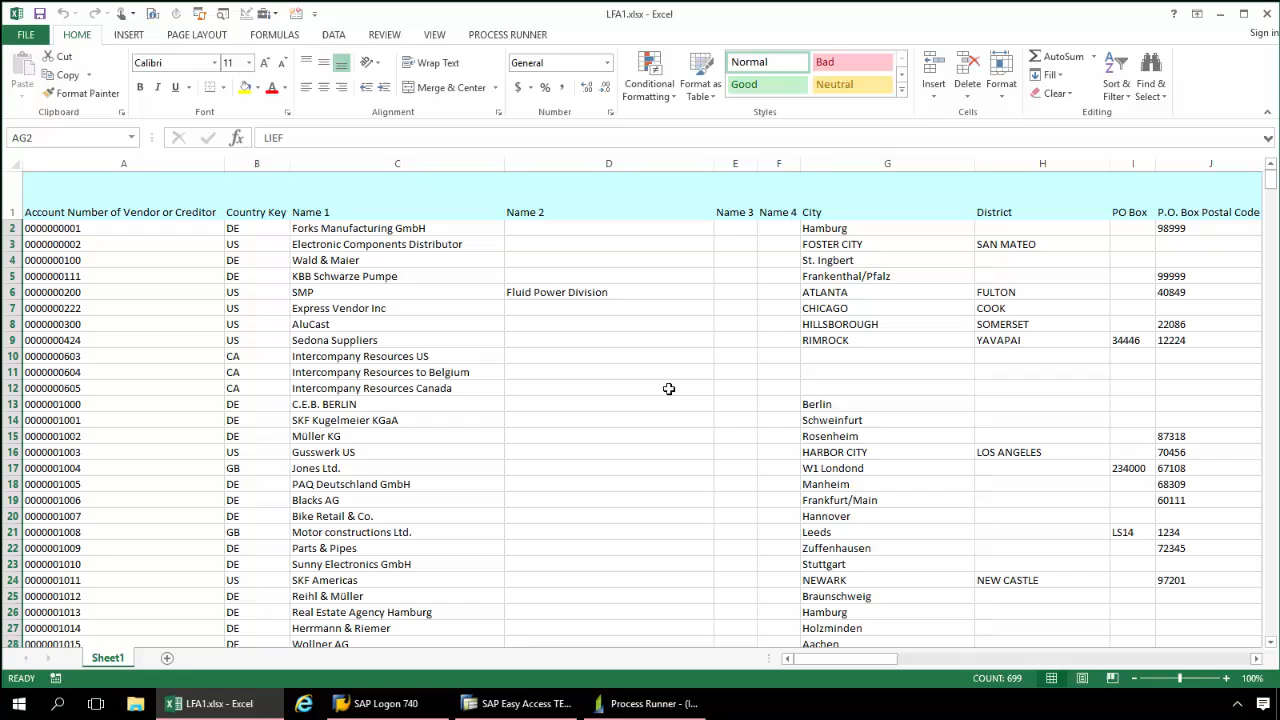 LFA1.xlsx - Excel
Sign in
FILE HOME INSERT PAGE LAYOUT FORMULAS DATA REVIEW VIEW PROCESS RUNNER
Paste Cut Copy Format Painter Clipboard
Calibri 11 B I U A A Font
Wrap Text Merge & Center Alignment
General $ % Number
Conditional Formatting Format as Table Normal Bad Good Neutral Styles
Insert Delete Format Cells
AutoSum Fill Clear Sort & Filter Find & Select Editing
AG2 fx LIEF
A B C D E F G H I J
1 Account Number of Vendor or Creditor Country Key Name 1 Name 2 Name 3 Name 4 City District PO Box P.O. Box Postal Code
2 0000000001 DE Forks Manufacturing GmbH Hamburg 98999
3 0000000002 US Electronic Components Distributor FOSTER CITY SAN MATEO
4 0000000100 DE Wald & Maier St. Ingbert
5 0000000111 DE KBB Schwarze Pumpe Frankenthal/Pfalz 99999
6 0000000200 US SMP Fluid Power Division ATLANTA FULTON 40849
7 0000000222 US Express Vendor Inc CHICAGO COOK
8 0000000300 US AluCast HILLSBOROUGH SOMERSET 22086
9 0000000424 US Sedona Suppliers RIMROCK YAVAPAI 34446 12224
10 0000000603 CA Intercompany Resources US
11 0000000604 CA Intercompany Resources to Belgium
12 0000000605 CA Intercompany Resources Canada
13 0000001000 DE C.E.B. BERLIN Berlin
14 0000001001 DE SKF Kugelmeier KGaA Schweinfurt
15 0000001002 DE Müller KG Rosenheim 87318
16 0000001003 US Gusswerk US HARBOR CITY LOS ANGELES 70456
17 0000001004 GB Jones Ltd. W1 Londond 234000 67108
18 0000001005 DE PAQ Deutschland GmbH Manheim 68309
19 0000001006 DE Blacks AG Frankfurt/Main 60111
20 0000001007 DE Bike Retail & Co. Hannover
21 0000001008 GB Motor constructions Ltd. Leeds LS14 1234
22 0000001009 DE Parts & Pipes Zuffenhausen 72345
23 0000001010 DE Sunny Electronics GmbH Stuttgart
24 0000001011 US SKF Americas NEWARK NEW CASTLE 97201
25 0000001012 DE Reihl & Müller Braunschweig
26 0000001013 DE Real Estate Agency Hamburg Hamburg
27 0000001014 DE Herrmann & Riemer Holzminden
28 0000001015 DE Wollner AG Aachen
Sheet1
READY COUNT: 699 100%
LFA1.xlsx - Excel SAP Logon 740 SAP Easy Access TE... Process Runner - (I...